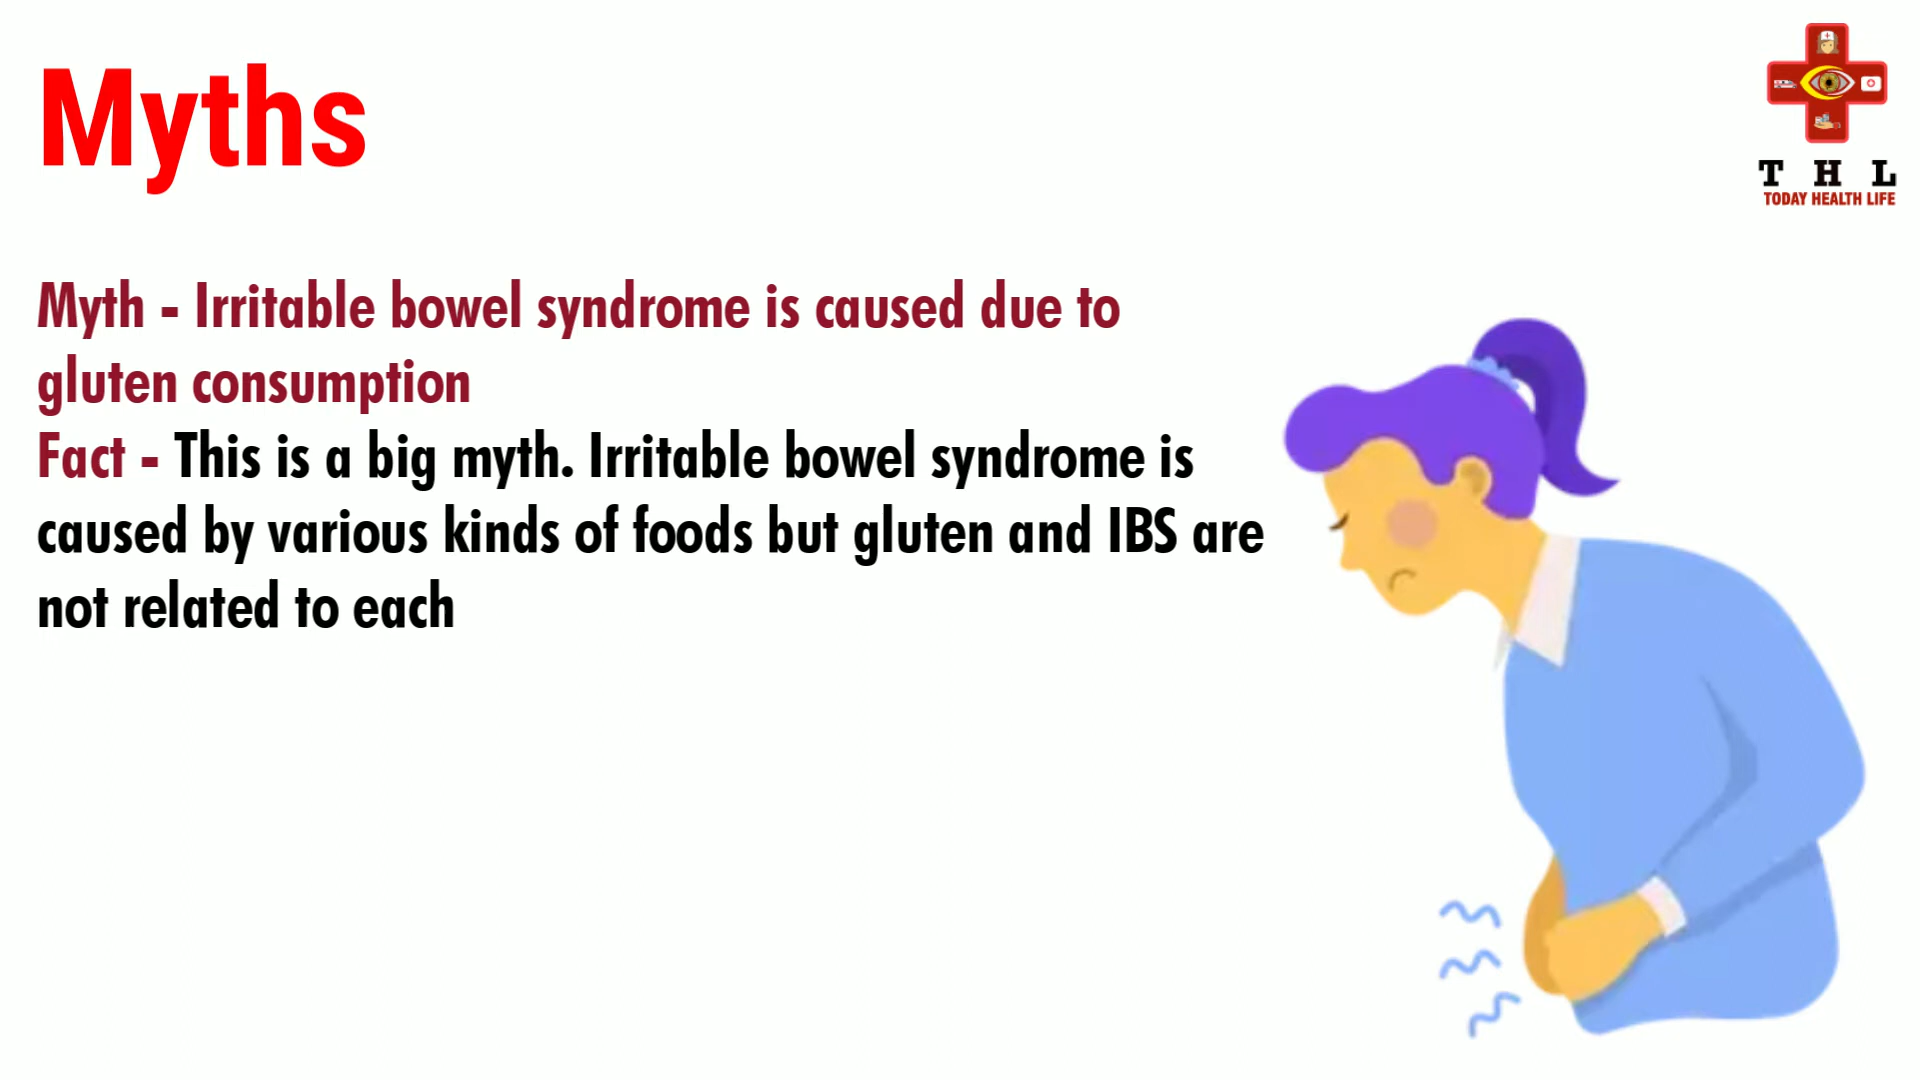 Myths
T H L
TODAY HEALTH LIFE
Myth - Irritable bowel syndrome is caused due to
gluten consumption
Fact - This is a big myth. Irritable bowel syndrome is
caused by various kinds of foods but gluten and IBS are
not related to each